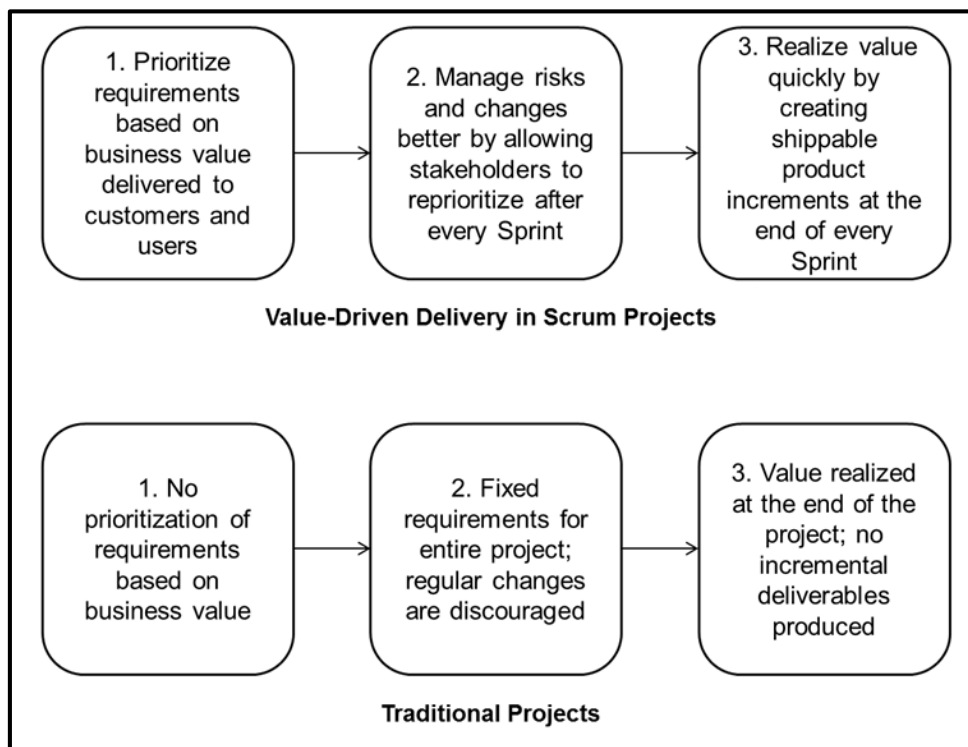 1. Prioritize
requirements
based on
business value
delivered to
customers and
users
2. Manage risks
and changes
better by allowing
stakeholders to
reprioritize after
every Sprint
3. Realize value
quickly by
creating
shippable
product
increments at the
end of every
Sprint
Value-Driven Delivery in Scrum Projects
1. No
prioritization of
requirements
based on
business value
2. Fixed
requirements for
entire project;
regular changes
are discouraged
3. Value realized
at the end of the
project; no
incremental
deliverables
produced
Traditional Projects